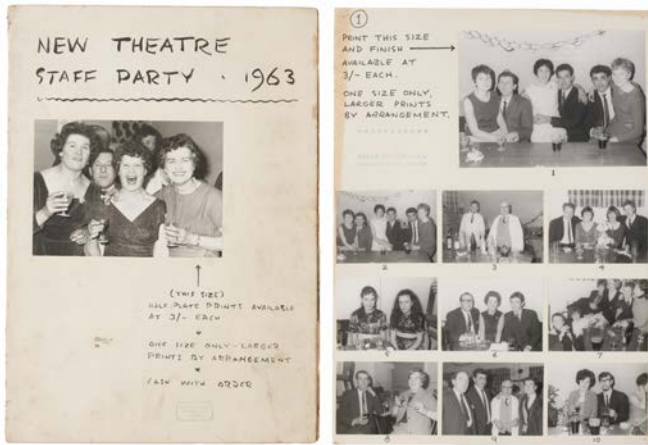 NEW THEATRE
STAFF PARTY · 1963
(THIS SIZE)
HALF PLATE PRINTS AVAILABLE
AT 3/- EACH
ONE SIZE ONLY - LARGER
PRINTS BY ARRANGEMENT
CASH WITH ORDER
1
PRINT THIS SIZE
AND FINISH
AVAILABLE AT
3/- EACH.
ONE SIZE ONLY,
LARGER PRINTS
BY ARRANGEMENT.
1
2 3 4
5 6 7
8 9 10